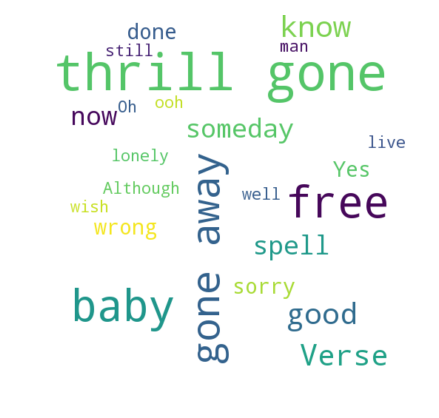 done
know
still
man
thrill gone
Oh
ooh
now
someday
live
lonely
Yes
Although
well
free
wish
wrong
gone away
spell
sorry
baby
good
Verse